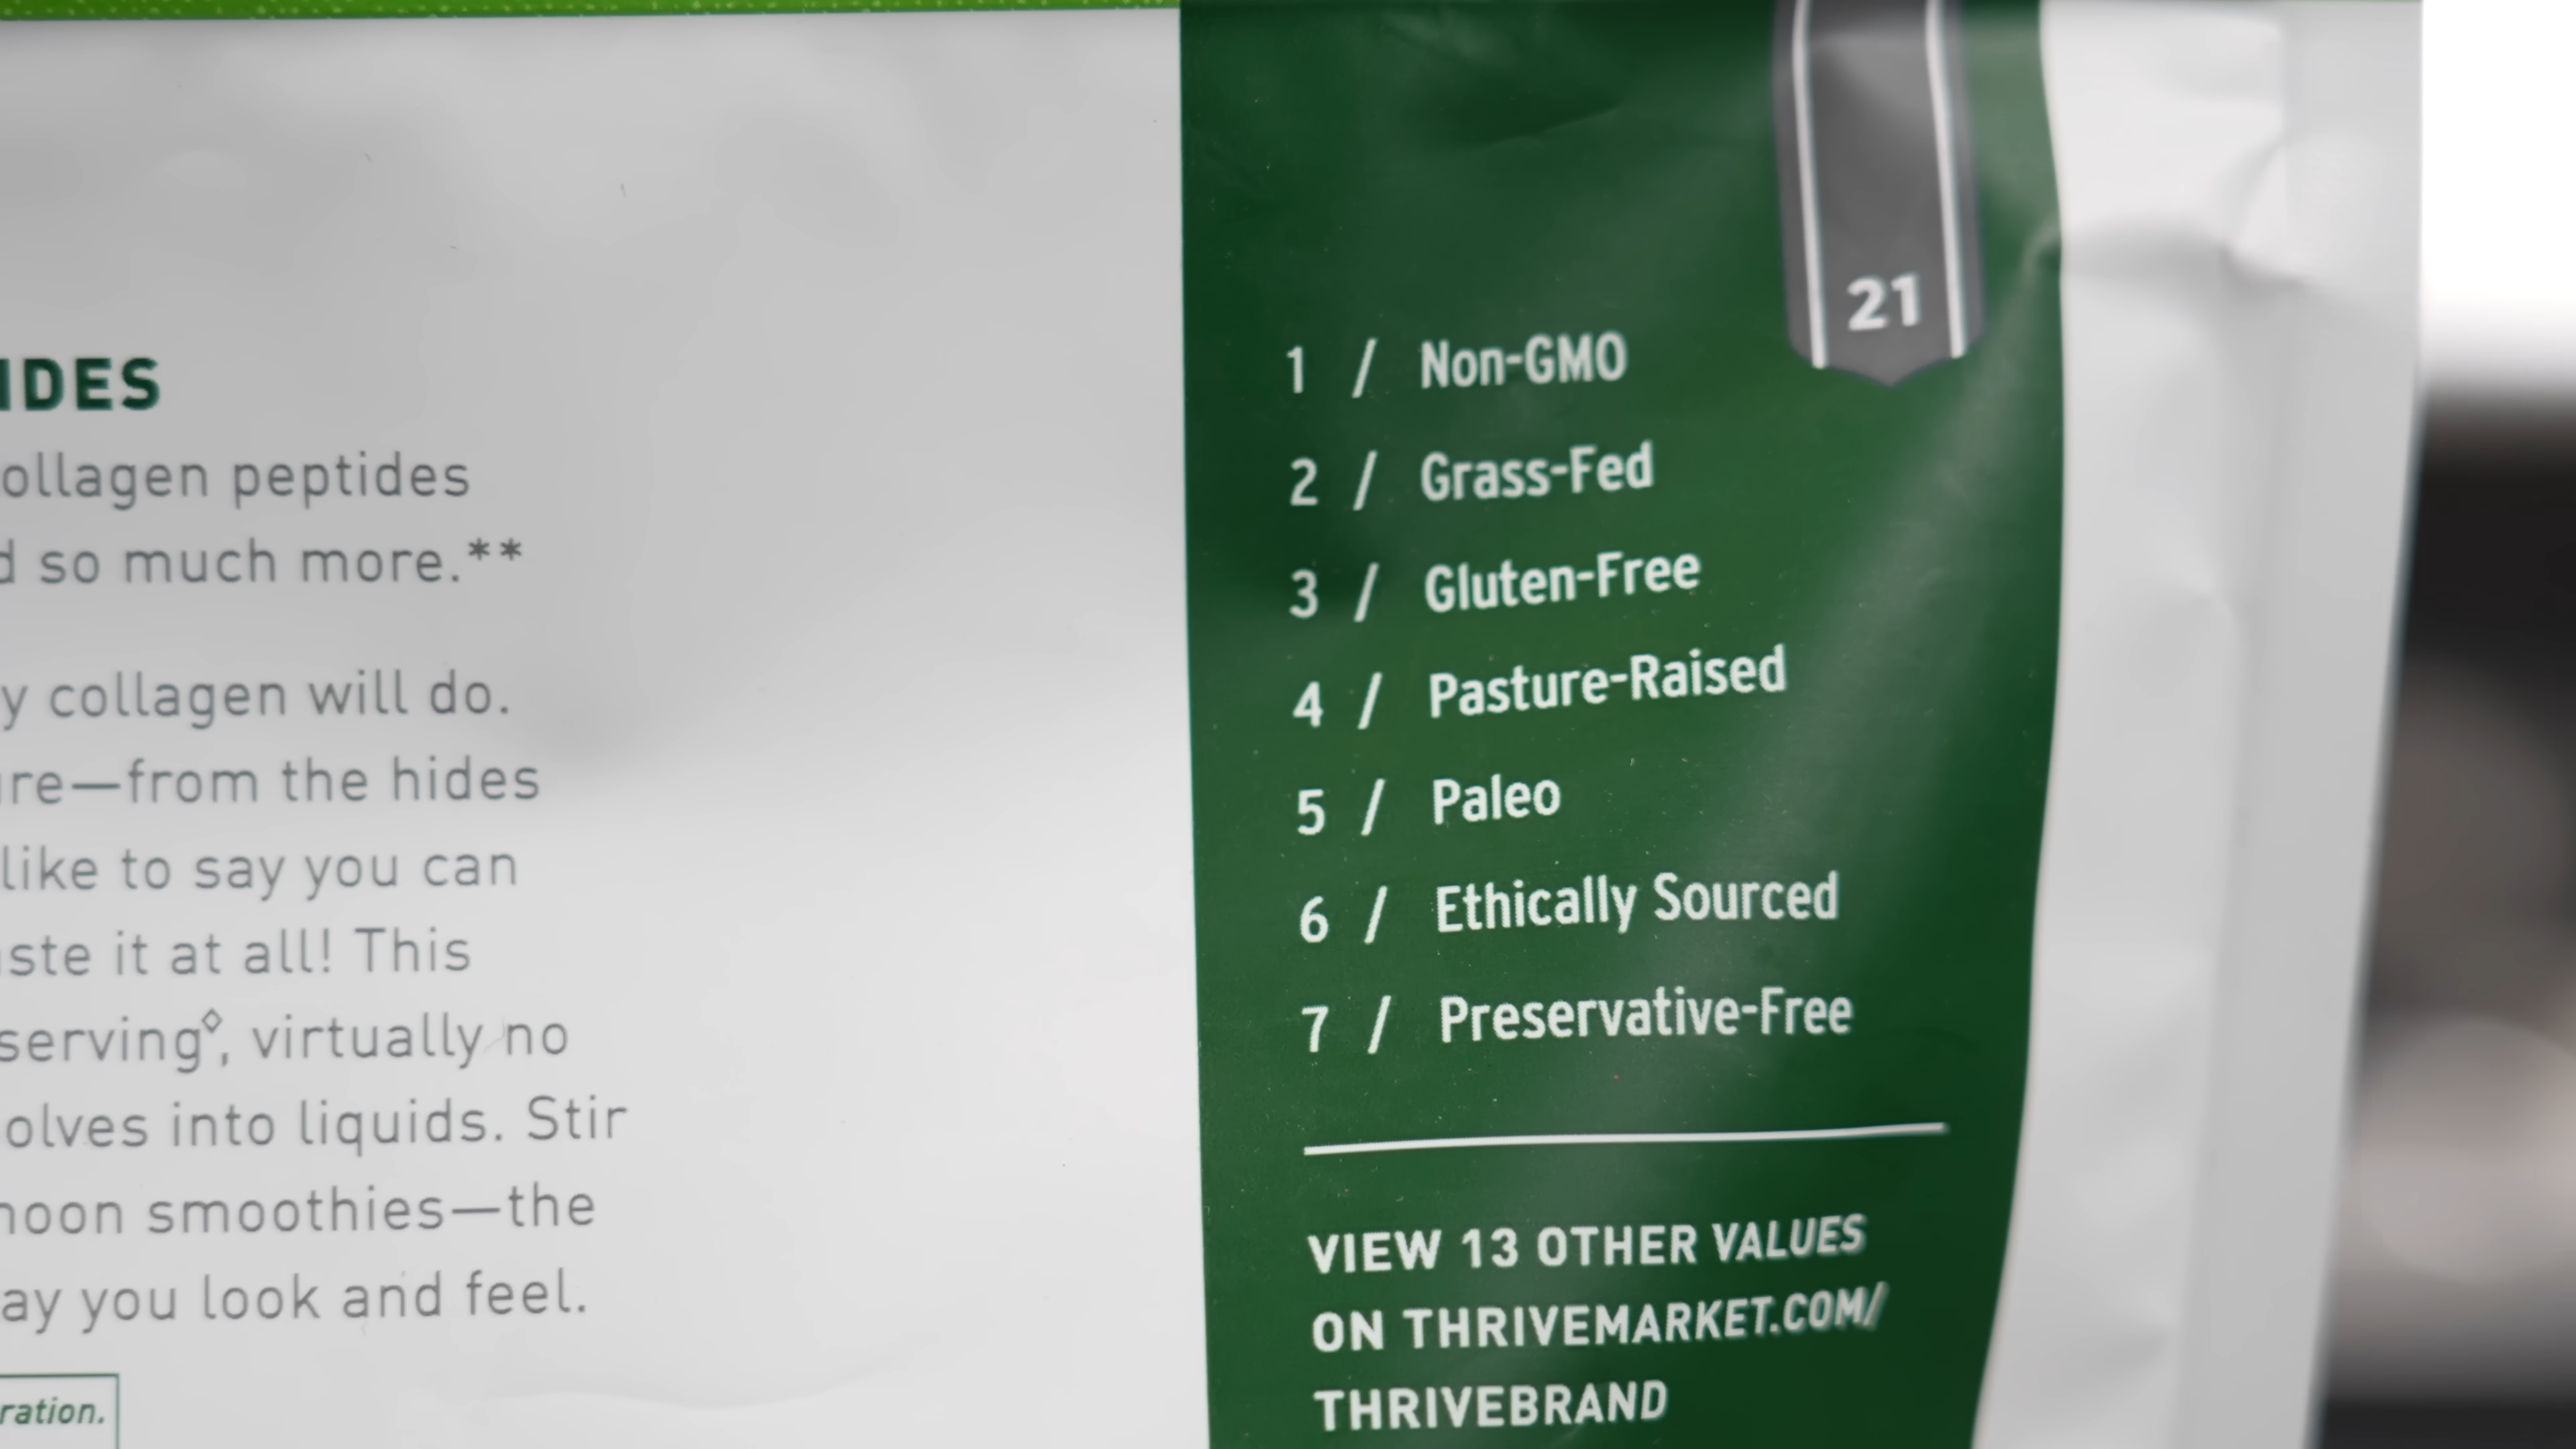 IDES
ollagen peptides
d so much more.**
y collagen will do.
ure—from the hides
like to say you can
aste it at all! This
serving◊, virtually no
olves into liquids. Stir
noon smoothies—the
ay you look and feel.
ration.
21
1 / Non-GMO
2 / Grass-Fed
3 / Gluten-Free
4 / Pasture-Raised
5 / Paleo
6 / Ethically Sourced
7 / Preservative-Free
VIEW 13 OTHER VALUES
ON THRIVEMARKET.COM/
THRIVEBRAND